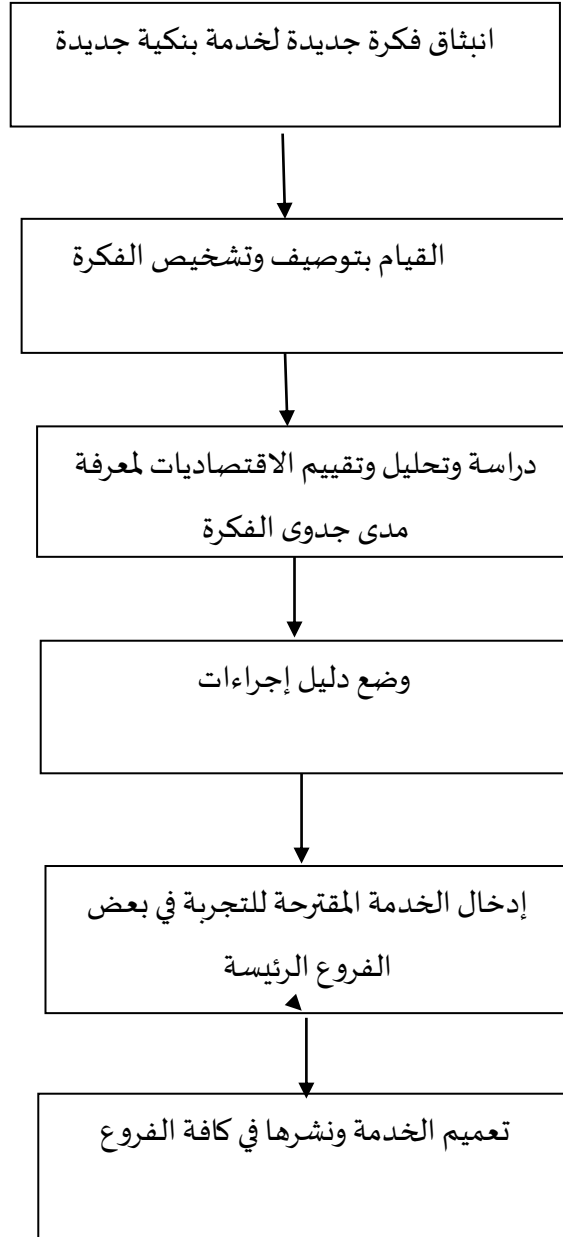 انبثاق فكرة جديدة لخدمة بنكية جديدة
القيام بتوصيف وتشخيص الفكرة
دراسة وتحليل وتقييم الاقتصاديات لمعرفة
مدى جدوى الفكرة
وضع دليل إجراءات
إدخال الخدمة المقترحة للتجربة في بعض
الفروع الرئيسة
تعميم الخدمة ونشرها في كافة الفروع